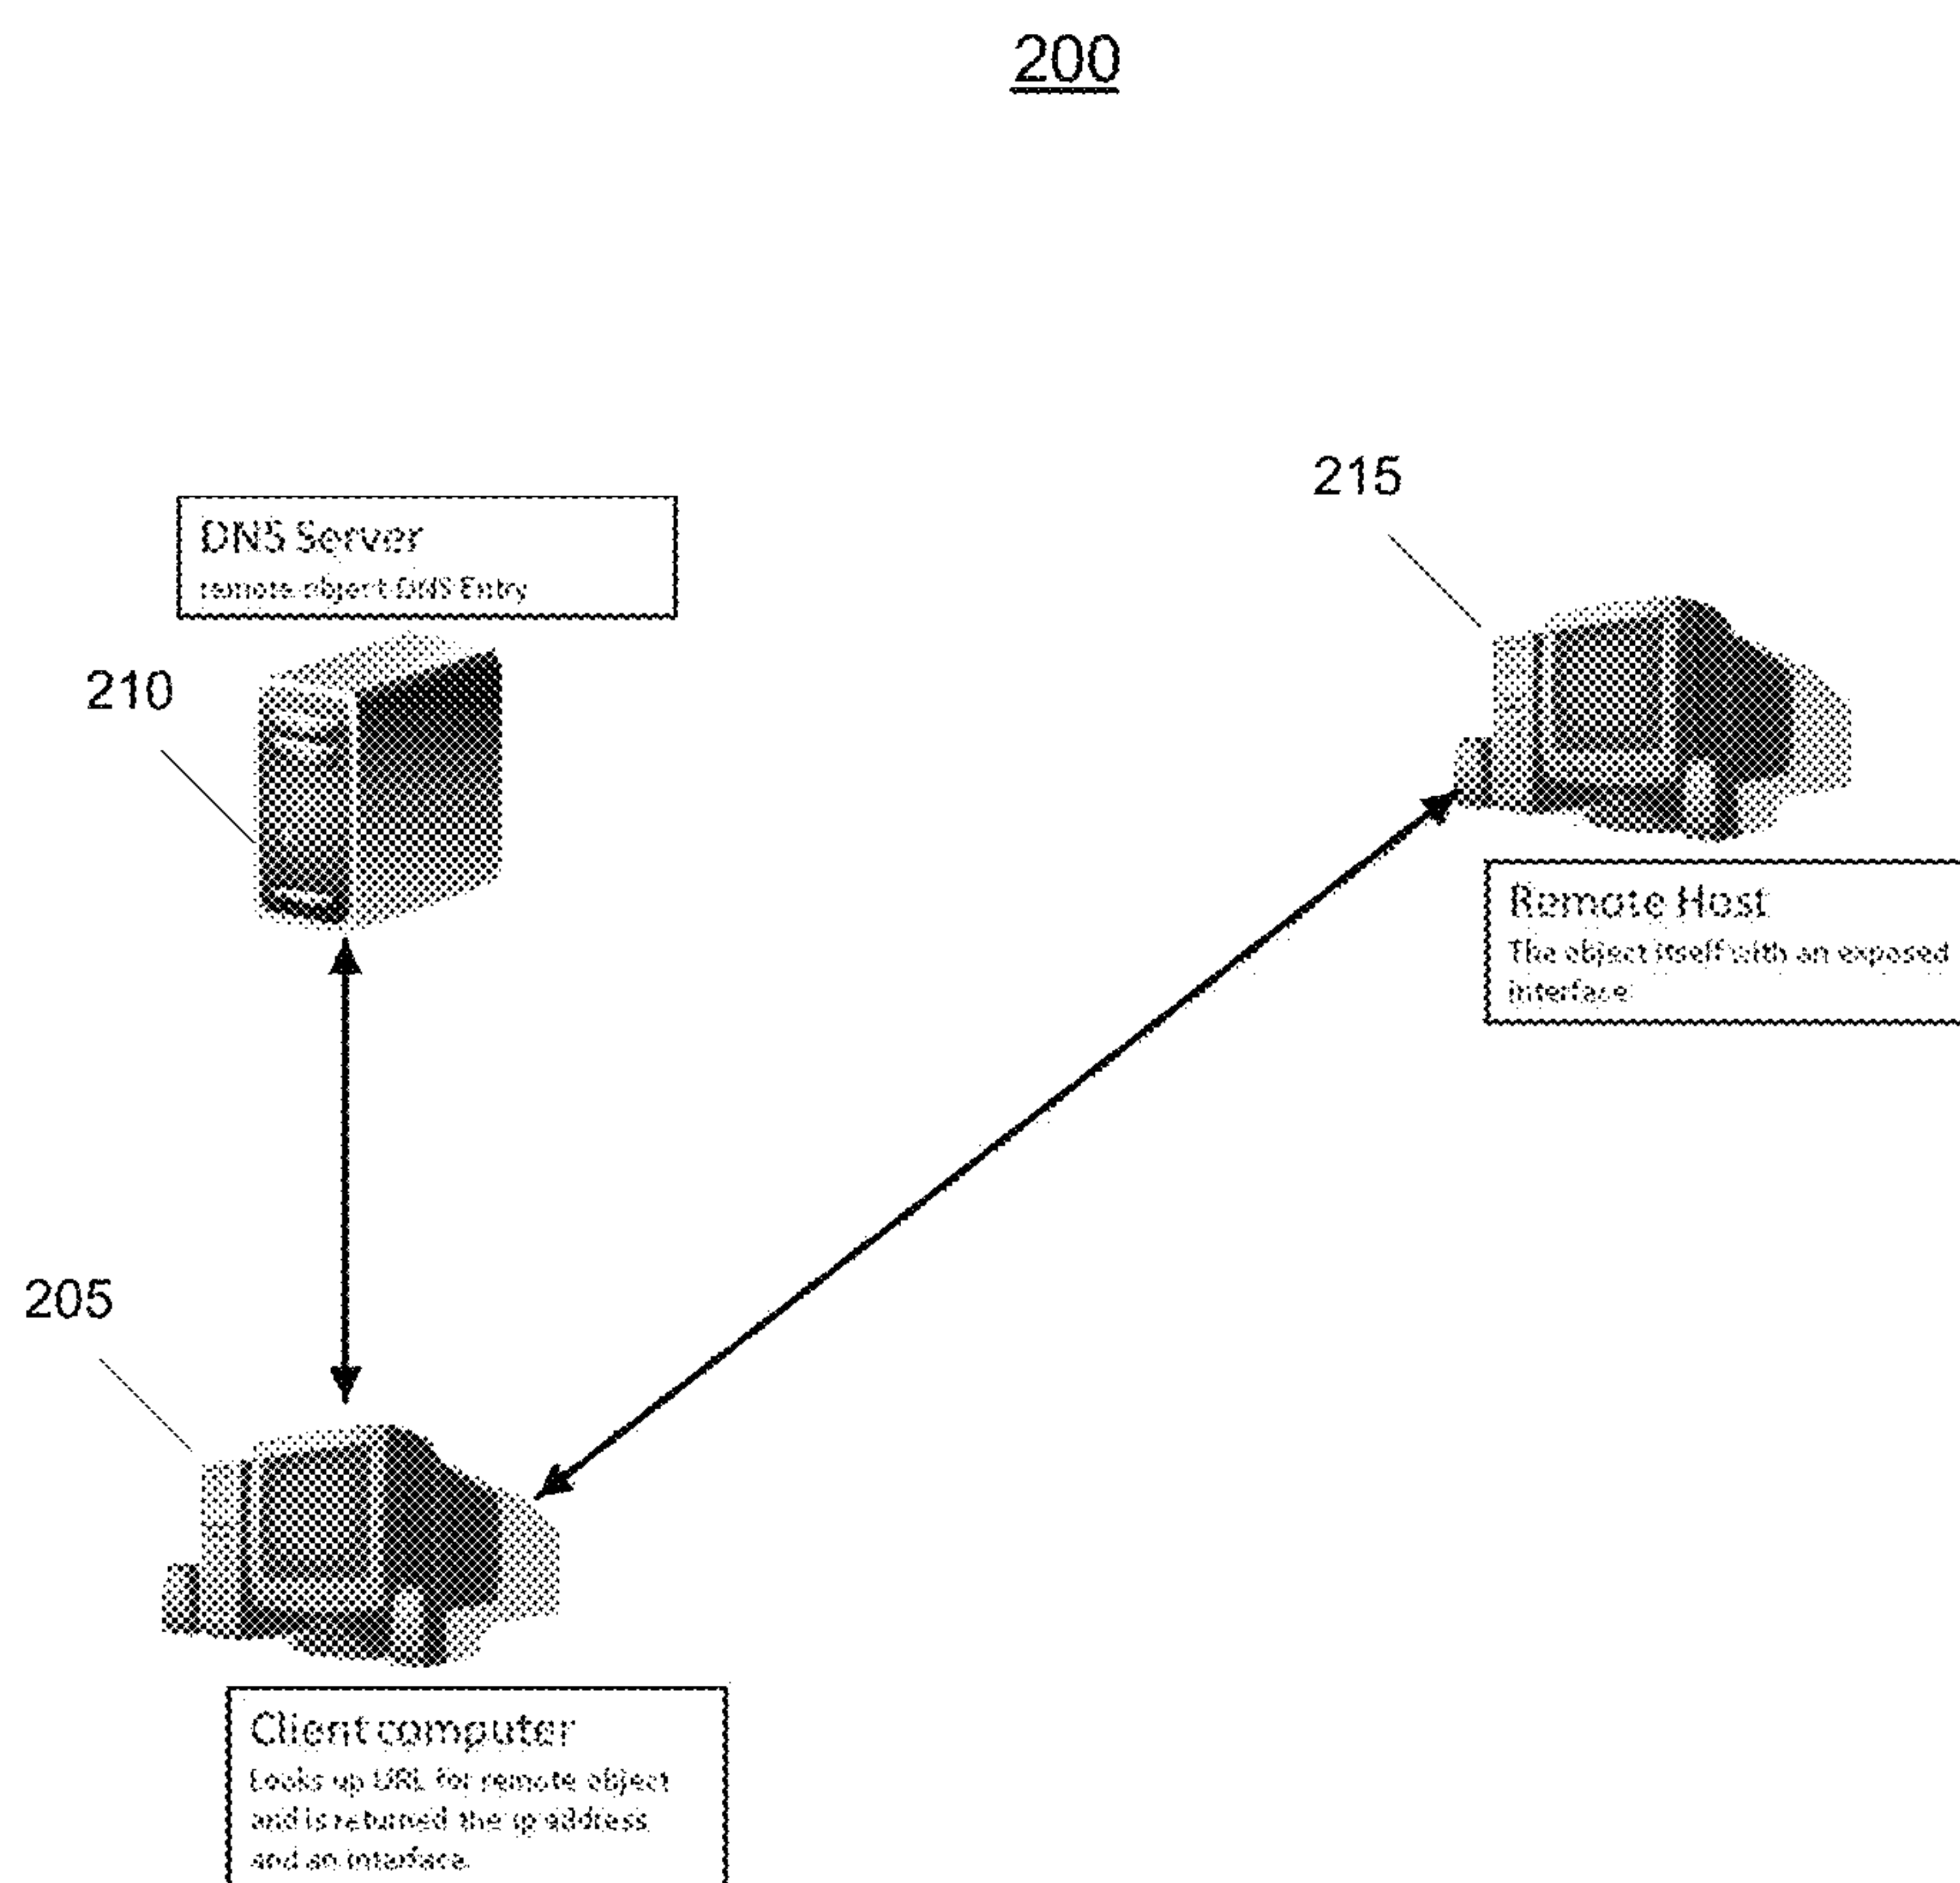 200
215
DNS Server
remote object DNS Entry
210
Remote Host
The object itself with an exposed
interface
205
Client computer
Looks up URL for remote object
and is returned the ip address
and an interface.